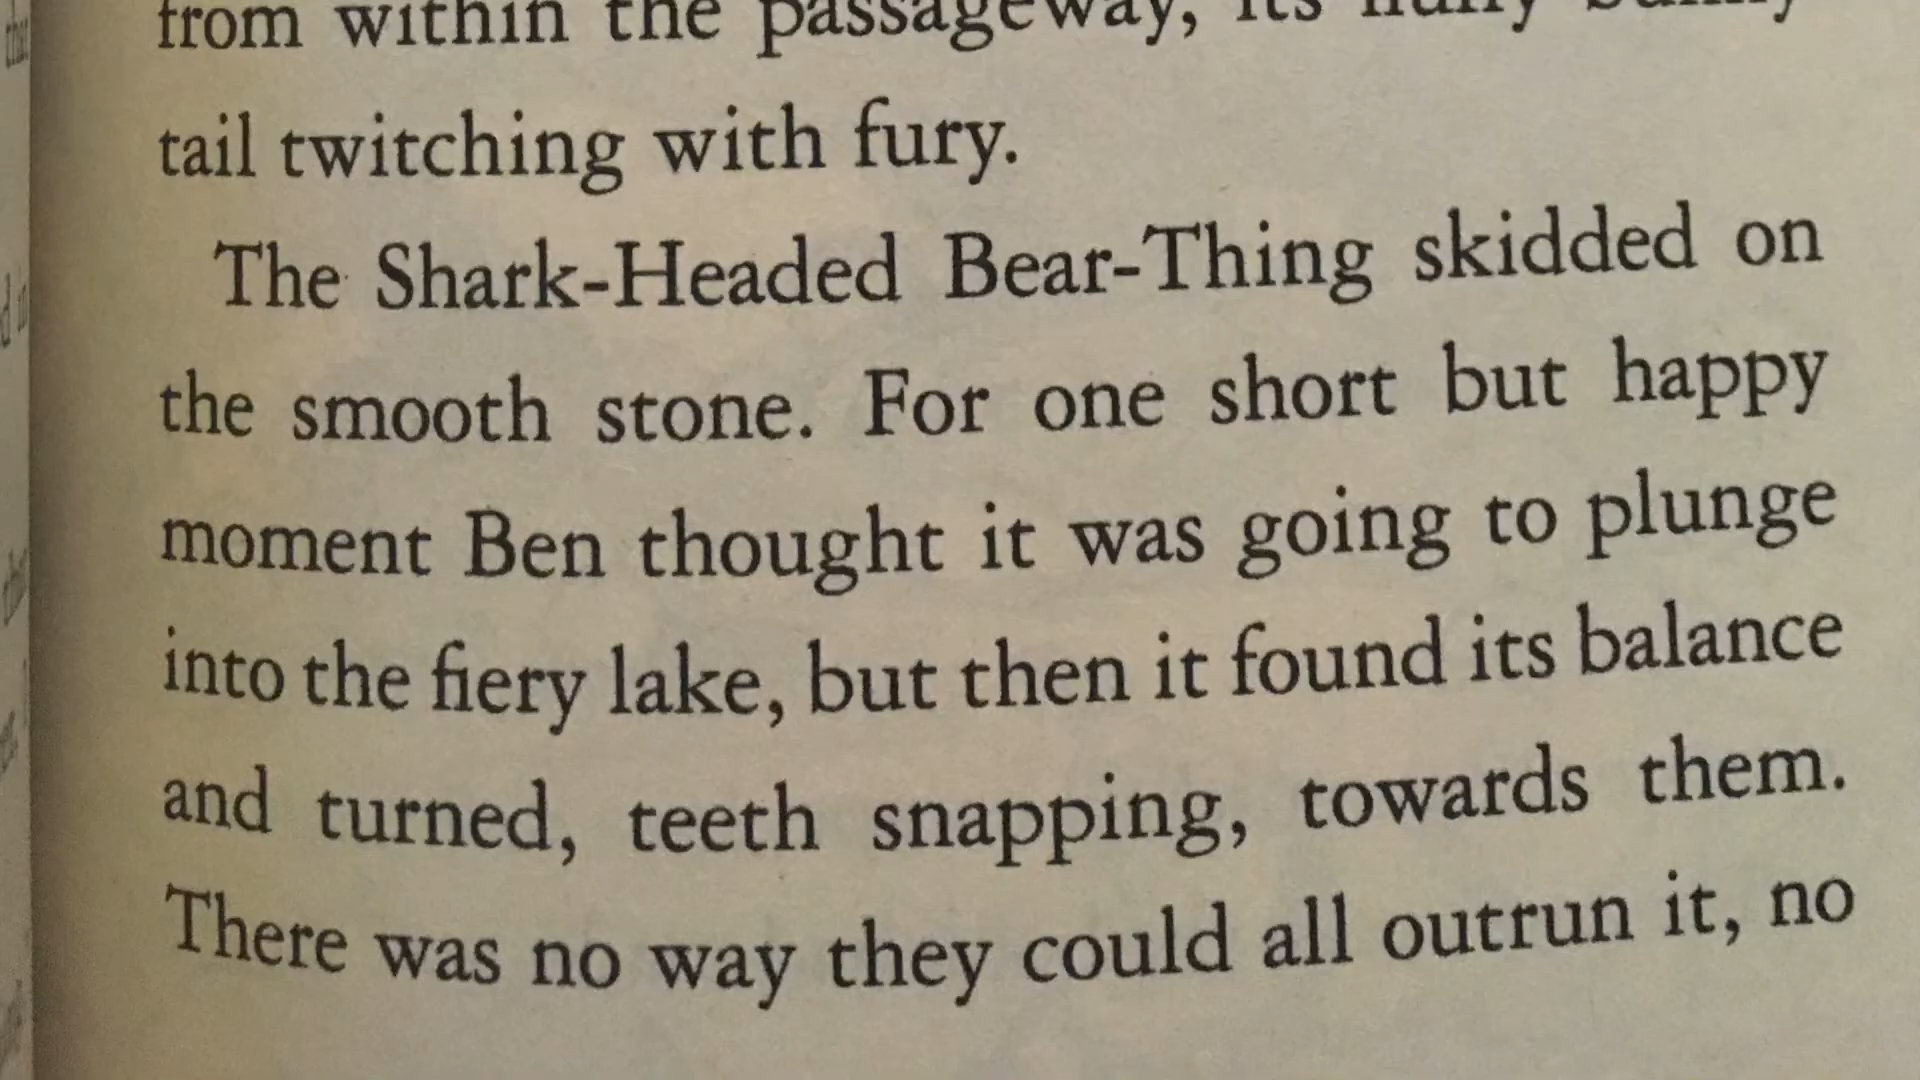 from within the passageway, its fluffy bunny
tail twitching with fury.
The Shark-Headed Bear-Thing skidded on
the smooth stone. For one short but happy
moment Ben thought it was going to plunge
into the fiery lake, but then it found its balance
and turned, teeth snapping, towards them.
There was no way they could all outrun it, no